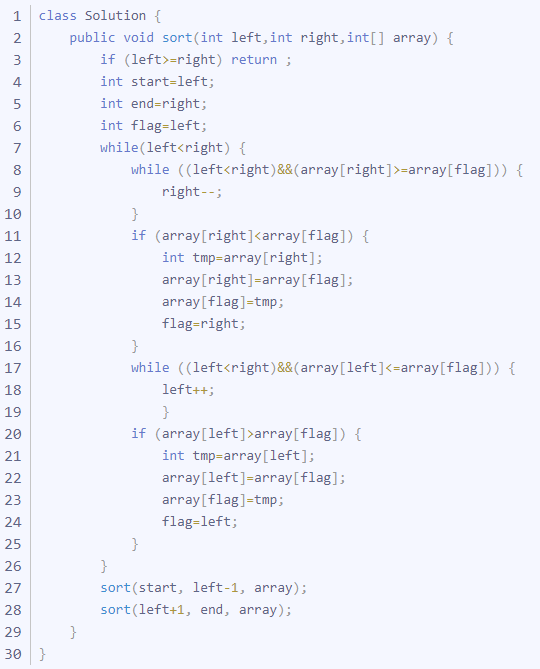 1 class Solution {
2     public void sort(int left,int right,int[] array) {
3         if (left>=right) return ;
4         int start=left;
5         int end=right;
6         int flag=left;
7         while(left<right) {
8             while ((left<right)&&(array[right]>=array[flag])) {
9                 right--;
10             }
11             if (array[right]<array[flag]) {
12                 int tmp=array[right];
13                 array[right]=array[flag];
14                 array[flag]=tmp;
15                 flag=right;
16             }
17             while ((left<right)&&(array[left]<=array[flag])) {
18                 left++;
19                 }
20             if (array[left]>array[flag]) {
21                 int tmp=array[left];
22                 array[left]=array[flag];
23                 array[flag]=tmp;
24                 flag=left;
25             }
26         }
27         sort(start, left-1, array);
28         sort(left+1, end, array);
29     }
30 }